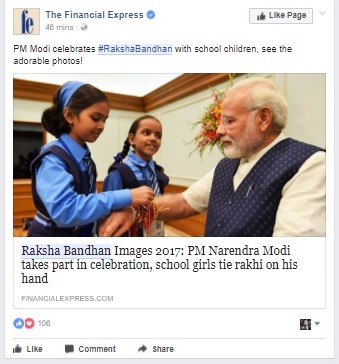 fe
The Financial Express
Like Page
46 mins ·
PM Modi celebrates #RakshaBandhan with school children, see the
adorable photos!
Raksha Bandhan Images 2017: PM Narendra Modi
takes part in celebration, school girls tie rakhi on his
hand
FINANCIALEXPRESS.COM
106
Like Comment Share